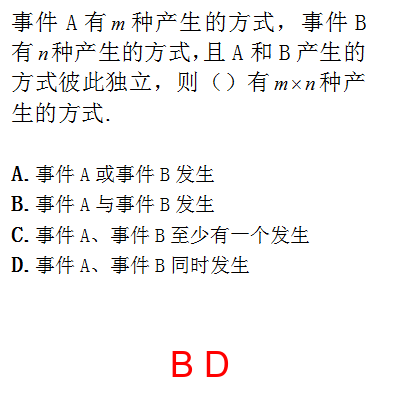 事件 A 有 m 种产生的方式，事件 B
有 n 种产生的方式，且 A 和 B 产生的
方式彼此独立，则（）有 m×n 种产
生的方式.
A. 事件 A 或事件 B 发生
B. 事件 A 与事件 B 发生
C. 事件 A、事件 B 至少有一个发生
D. 事件 A、事件 B 同时发生
B D